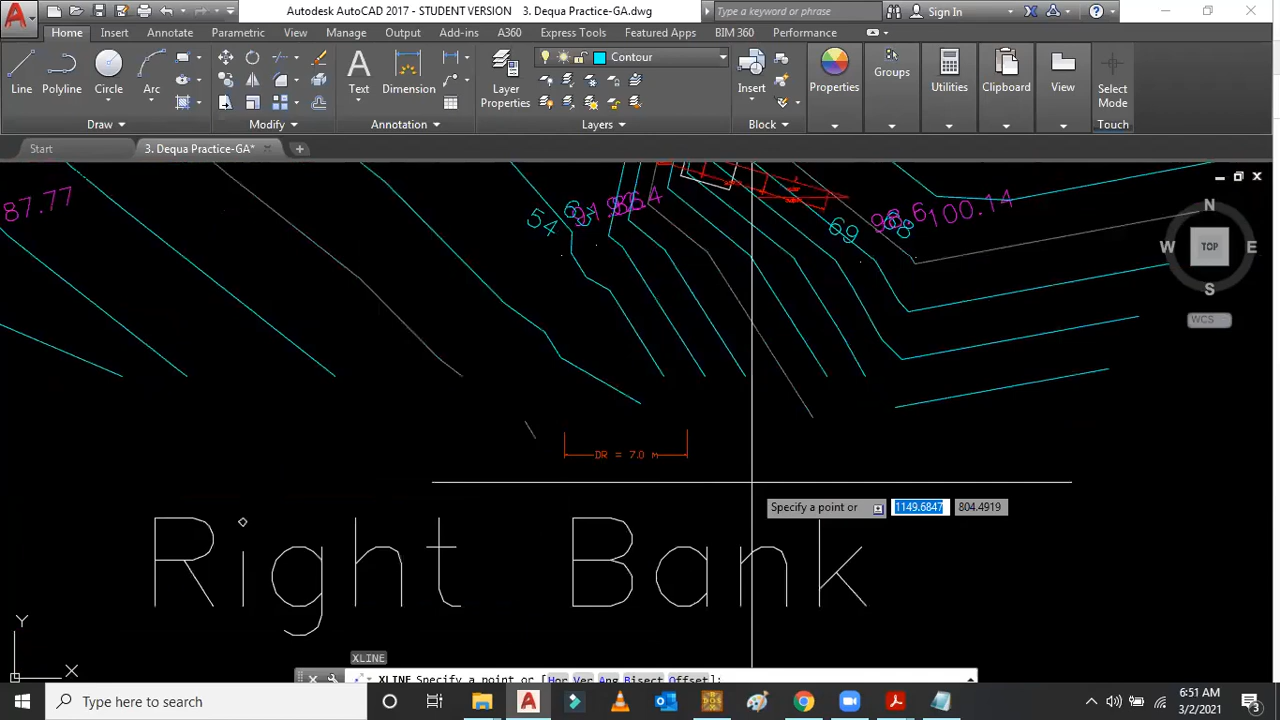 Autodesk AutoCAD 2017 - STUDENT VERSION    3. Dequa Practice-GA.dwg
Type a keyword or phrase
Sign In
Home Insert Annotate Parametric View Manage Output Add-ins A360 Express Tools Featured Apps BIM 360 Performance
Contour
Line Polyline Circle Arc
Text Dimension
Layer Properties
Insert
Properties
Groups
Utilities
Clipboard
View
Select Mode
Draw
Modify
Annotation
Layers
Block
Touch
Start
3. Dequa Practice-GA*
87.77
54
69
100.14
N
W TOP E
S
WCS
DR = 7.0 m
Specify a point or 1149.6847 804.4919
Right Bank
Y
X
XLINE
XLINE Specify a point or [Hor Ver Ang Bisect Offset]:
Type here to search
6:51 AM
3/2/2021
3